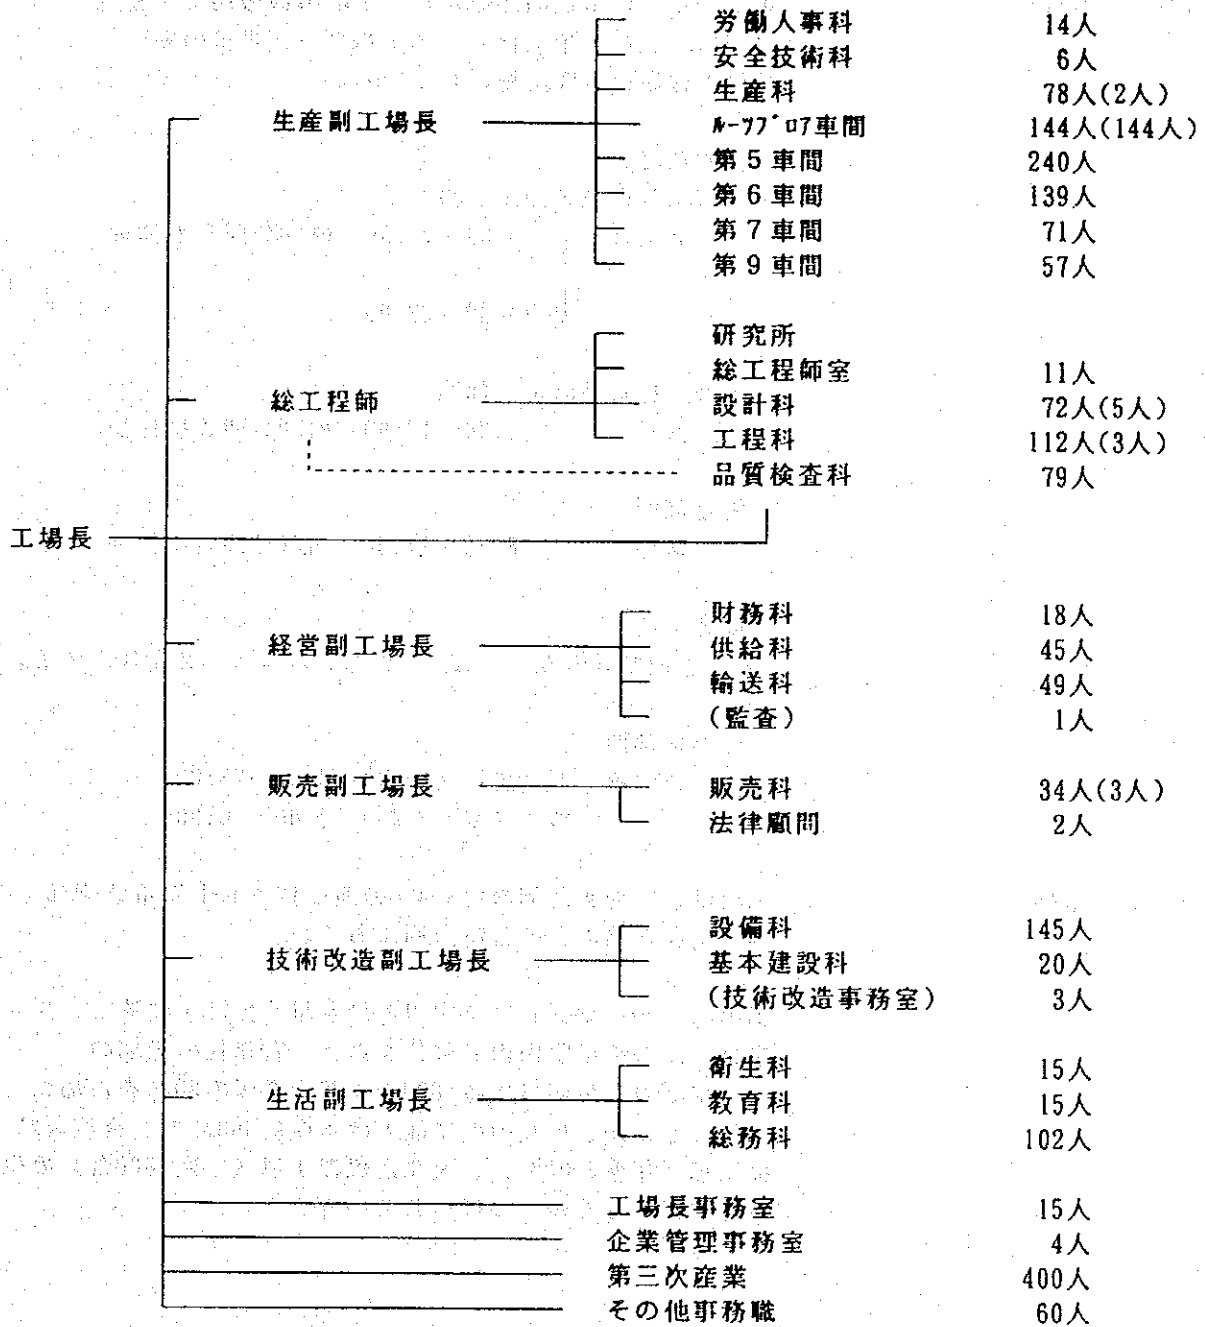 労働人事科 14人
安全技術科 6人
生産科 78人(2人)
生産副工場長 ルーツブロア車間 144人(144人)
第5車間 240人
第6車間 139人
第7車間 71人
第9車間 57人
研究所
総工程師室 11人
総工程師 設計科 72人(5人)
工程科 112人(3人)
品質検査科 79人
工場長
財務科 18人
経営副工場長 供給科 45人
輸送科 49人
(監査) 1人
販売副工場長 販売科 34人(3人)
法律顧問 2人
設備科 145人
技術改造副工場長 基本建設科 20人
(技術改造事務室) 3人
衛生科 15人
生活副工場長 教育科 15人
総務科 102人
工場長事務室 15人
企業管理事務室 4人
第三次産業 400人
その他事務職 60人